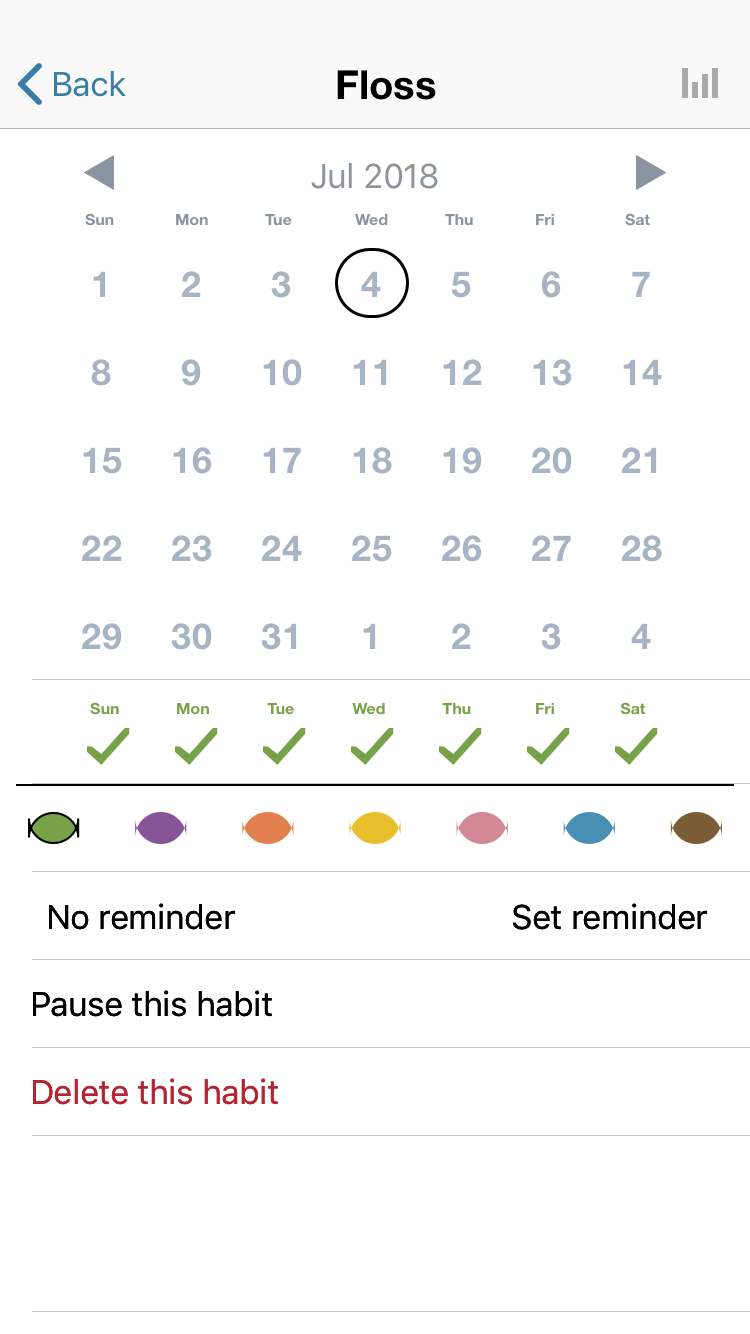 Back Floss
Jul 2018
Sun Mon Tue Wed Thu Fri Sat
1 2 3 4 5 6 7
8 9 10 11 12 13 14
15 16 17 18 19 20 21
22 23 24 25 26 27 28
29 30 31 1 2 3 4
Sun Mon Tue Wed Thu Fri Sat
No reminder Set reminder
Pause this habit
Delete this habit